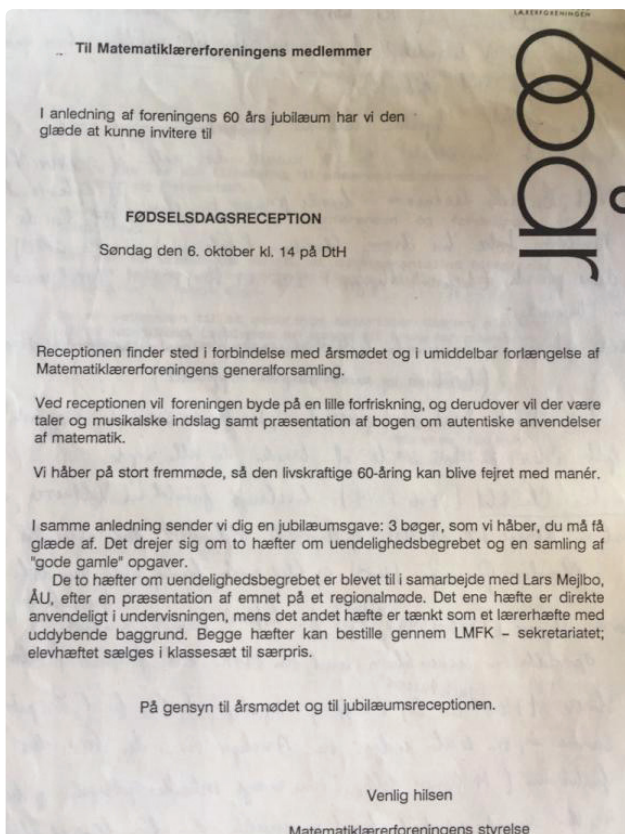 LÆRERFORENINGEN
60 år
Til Matematiklærerforeningens medlemmer
I anledning af foreningens 60 års jubilæum har vi den
glæde at kunne invitere til
FØDSELSDAGSRECEPTION
Søndag den 6. oktober kl. 14 på DtH
Receptionen finder sted i forbindelse med årsmødet og i umiddelbar forlængelse af
Matematiklærerforeningens generalforsamling.
Ved receptionen vil foreningen byde på en lille forfriskning, og derudover vil der være
taler og musikalske indslag samt præsentation af bogen om autentiske anvendelser
af matematik.
Vi håber på stort fremmøde, så den livskraftige 60-åring kan blive fejret med manér.
I samme anledning sender vi dig en jubilæumsgave: 3 bøger, som vi håber, du må få
glæde af. Det drejer sig om to hæfter om uendelighedsbegrebet og en samling af
"gode gamle" opgaver.
De to hæfter om uendelighedsbegrebet er blevet til i samarbejde med Lars Mejlbo,
ÅU, efter en præsentation af emnet på et regionalmøde. Det ene hæfte er direkte
anvendeligt i undervisningen, mens det andet hæfte er tænkt som et lærerhæfte med
uddybende baggrund. Begge hæfter kan bestille gennem LMFK – sekretariatet;
elevhæftet sælges i klassesæt til særpris.
På gensyn til årsmødet og til jubilæumsreceptionen.
Venlig hilsen
Matematiklærerforeningens styrelse